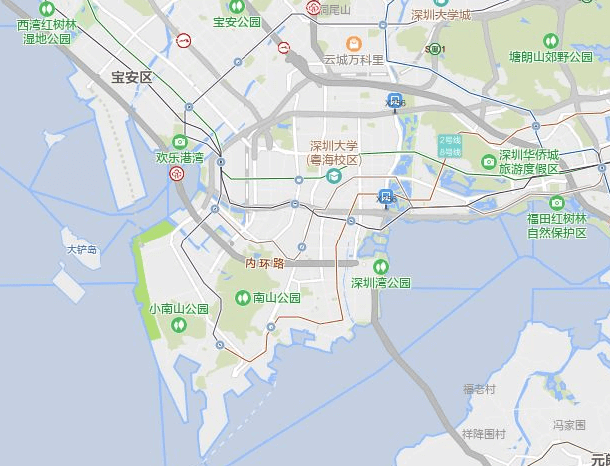 深圳大学城
西湾红树林
湿地公园
宝安公园
云城万科里
塘朗山郊野公园
宝安区
深圳大学
(粤海校区)
2号线
8号线
深圳华侨城
旅游度假区
欢乐港湾
福田红树林
自然保护区
大铲岛
内环路
深圳湾公园
南山公园
小南山公园
福老村
冯家围
祥降围村